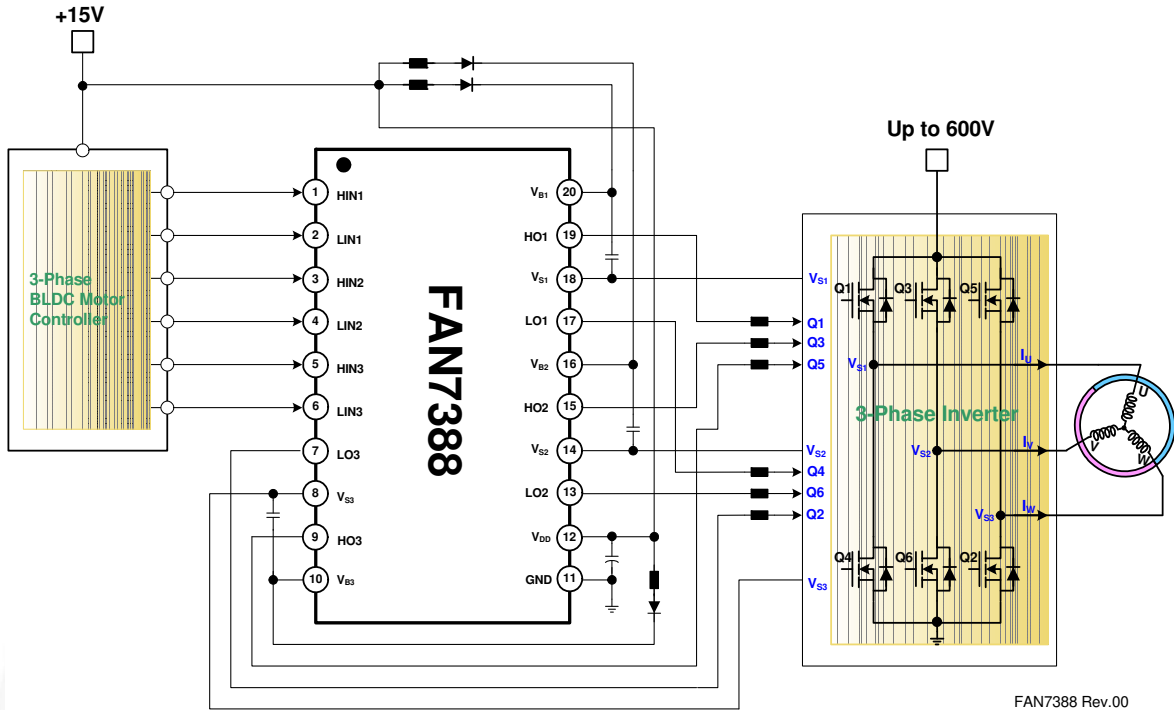 +15V
Up to 600V
3-Phase
BLDC Motor
Controller
1 HIN1
2 LIN1
3 HIN2
4 LIN2
5 HIN3
6 LIN3
7 LO3
8 VS3
9 HO3
10 VB3
FAN7388
VB1 20
HO1 19
VS1 18
LO1 17
VB2 16
HO2 15
VS2 14
LO2 13
VDD 12
GND 11
VS1
Q1
Q3
Q5
VS2
Q4
Q6
Q2
VS3
Q1
Q3
Q5
VS1
IU
3-Phase Inverter
VS2
IV
VS3
IW
Q4
Q6
Q2
U
V
W
FAN7388 Rev.00